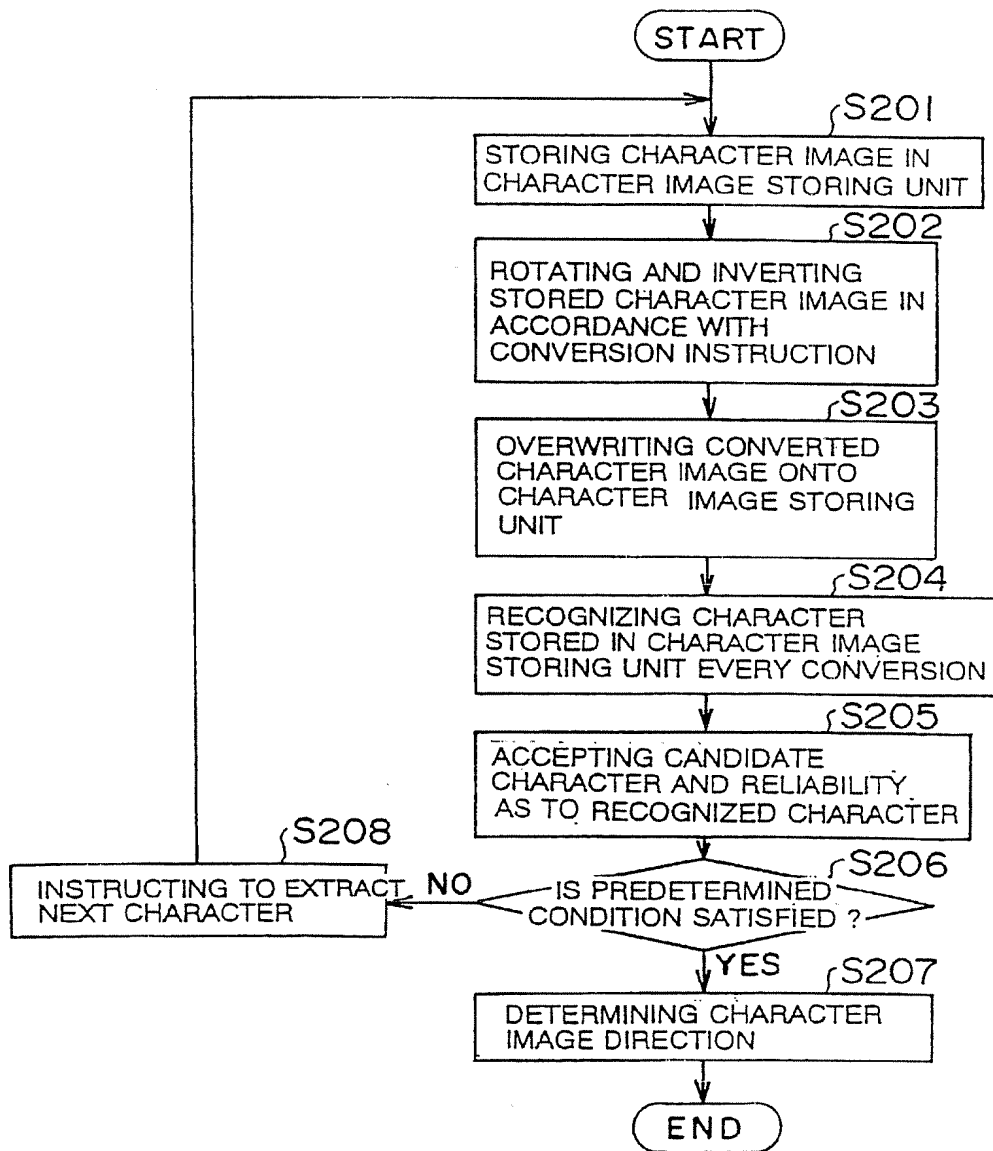 START
S201
STORING CHARACTER IMAGE IN
CHARACTER IMAGE STORING UNIT
S202
ROTATING AND INVERTING
STORED CHARACTER IMAGE IN
ACCORDANCE WITH
CONVERSION INSTRUCTION
S203
OVERWRITING CONVERTED
CHARACTER IMAGE ONTO
CHARACTER IMAGE STORING
UNIT
S204
RECOGNIZING CHARACTER
STORED IN CHARACTER IMAGE
STORING UNIT EVERY CONVERSION
S205
ACCEPTING CANDIDATE
CHARACTER AND RELIABILITY
AS TO RECOGNIZED CHARACTER
S206
IS PREDETERMINED
CONDITION SATISFIED ?
NO
S208
INSTRUCTING TO EXTRACT
NEXT CHARACTER
YES
S207
DETERMINING CHARACTER
IMAGE DIRECTION
END